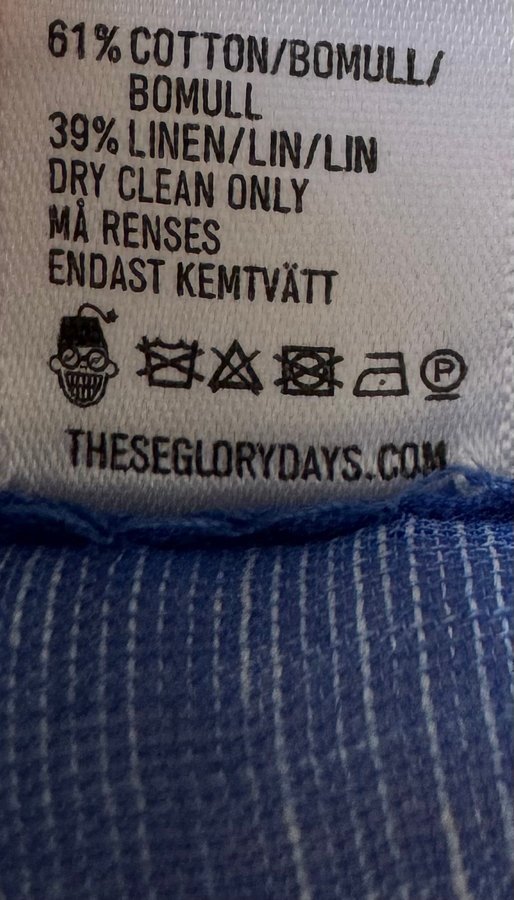 61% COTTON/BOMULL/
BOMULL
39% LINEN/LIN/LIN
DRY CLEAN ONLY
MÅ RENSES
ENDAST KEMTVÄTT
P
THESEGLORYDAYS.COM